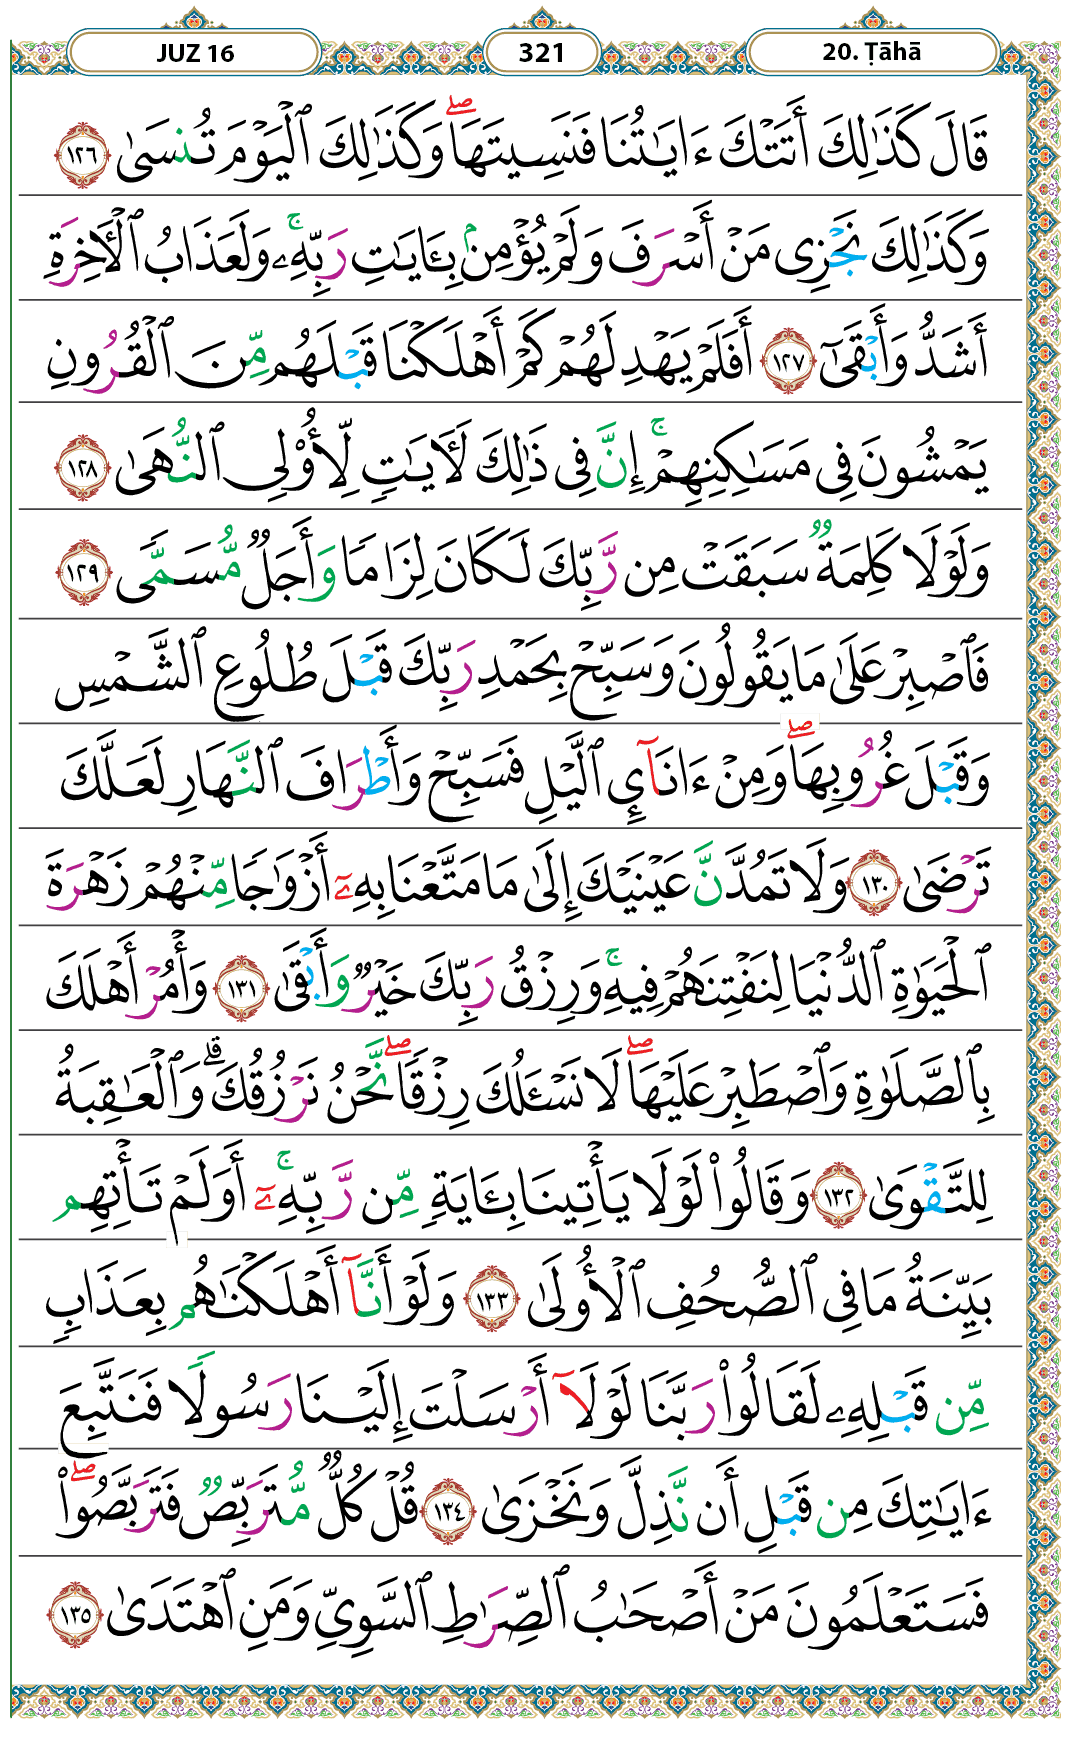 JUZ 16
321
20. Ṭāhā
قَالَ كَذَٰلِكَ أَتَتْكَ ءَايَـٰتُنَا فَنَسِيتَهَا ۖ وَكَذَٰلِكَ ٱلْيَوْمَ تُنسَىٰ ١٢٦
وَكَذَٰلِكَ نَجْزِى مَنْ أَسْرَفَ وَلَمْ يُؤْمِنۢ بِـَٔايَـٰتِ رَبِّهِۦ ۚ وَلَعَذَابُ ٱلْـَٔاخِرَةِ
أَشَدُّ وَأَبْقَىٰٓ ١٢٧ أَفَلَمْ يَهْدِ لَهُمْ كَمْ أَهْلَكْنَا قَبْلَهُم مِّنَ ٱلْقُرُونِ
يَمْشُونَ فِى مَسَـٰكِنِهِمْ ۚ إِنَّ فِى ذَٰلِكَ لَـَٔايَـٰتٍ لِّأُو۟لِى ٱلنُّهَىٰ ١٢٨
وَلَوْلَا كَلِمَةٌ سَبَقَتْ مِن رَّبِّكَ لَكَانَ لِزَامًا وَأَجَلٌ مُّسَمًّى ١٢٩
فَٱصْبِرْ عَلَىٰ مَا يَقُولُونَ وَسَبِّحْ بِحَمْدِ رَبِّكَ قَبْلَ طُلُوعِ ٱلشَّمْسِ
وَقَبْلَ غُرُوبِهَا ۖ وَمِنْ ءَانَآئِ ٱلَّيْلِ فَسَبِّحْ وَأَطْرَافَ ٱلنَّهَارِ لَعَلَّكَ
تَرْضَىٰ ١٣٠ وَلَا تَمُدَّنَّ عَيْنَيْكَ إِلَىٰ مَا مَتَّعْنَا بِهِۦٓ أَزْوَٰجًا مِّنْهُمْ زَهْرَةَ
ٱلْحَيَوٰةِ ٱلدُّنْيَا لِنَفْتِنَهُمْ فِيهِ ۚ وَرِزْقُ رَبِّكَ خَيْرٌ وَأَبْقَىٰ ١٣١ وَأْمُرْ أَهْلَكَ
بِٱلصَّلَوٰةِ وَٱصْطَبِرْ عَلَيْهَا ۖ لَا نَسْـَٔلُكَ رِزْقًا ۖ نَّحْنُ نَرْزُقُكَ ۗ وَٱلْعَـٰقِبَةُ
لِلتَّقْوَىٰ ١٣٢ وَقَالُوا۟ لَوْلَا يَأْتِينَا بِـَٔايَةٍ مِّن رَّبِّهِۦٓ ۚ أَوَلَمْ تَأْتِهِم
بَيِّنَةُ مَا فِى ٱلصُّحُفِ ٱلْأُولَىٰ ١٣٣ وَلَوْ أَنَّآ أَهْلَكْنَـٰهُم بِعَذَابٍ
مِّن قَبْلِهِۦ لَقَالُوا۟ رَبَّنَا لَوْلَآ أَرْسَلْتَ إِلَيْنَا رَسُولًا فَنَتَّبِعَ
ءَايَـٰتِكَ مِن قَبْلِ أَن نَّذِلَّ وَنَخْزَىٰ ١٣٤ قُلْ كُلٌّ مُّتَرَبِّصٌ فَتَرَبَّصُوا۟ ۖ
فَسَتَعْلَمُونَ مَنْ أَصْحَـٰبُ ٱلصِّرَٰطِ ٱلسَّوِىِّ وَمَنِ ٱهْتَدَىٰ ١٣٥